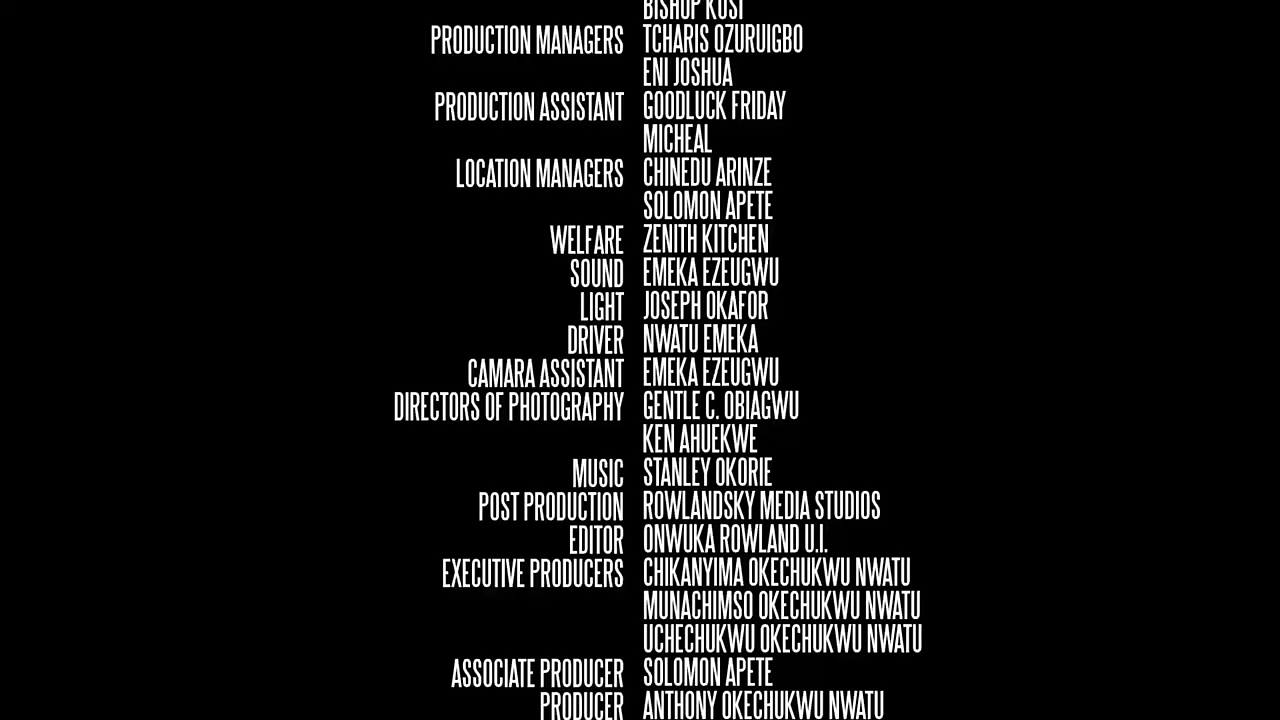 BISHOP KOSI
PRODUCTION MANAGERS TCHARIS OZURUIGBO
ENI JOSHUA
PRODUCTION ASSISTANT GOODLUCK FRIDAY
MICHEAL
LOCATION MANAGERS CHINEDU ARINZE
SOLOMON APETE
WELFARE ZENITH KITCHEN
SOUND EMEKA EZEUGWU
LIGHT JOSEPH OKAFOR
DRIVER NWATU EMEKA
CAMARA ASSISTANT EMEKA EZEUGWU
DIRECTORS OF PHOTOGRAPHY GENTLE C. OBIAGWU
KEN AHUEKWE
MUSIC STANLEY OKORIE
POST PRODUCTION ROWLANDSKY MEDIA STUDIOS
EDITOR ONWUKA ROWLAND U.I.
EXECUTIVE PRODUCERS CHIKANYIMA OKECHUKWU NWATU
MUNACHIMSO OKECHUKWU NWATU
UCHECHUKWU OKECHUKWU NWATU
ASSOCIATE PRODUCER SOLOMON APETE
PRODUCER ANTHONY OKECHUKWU NWATU